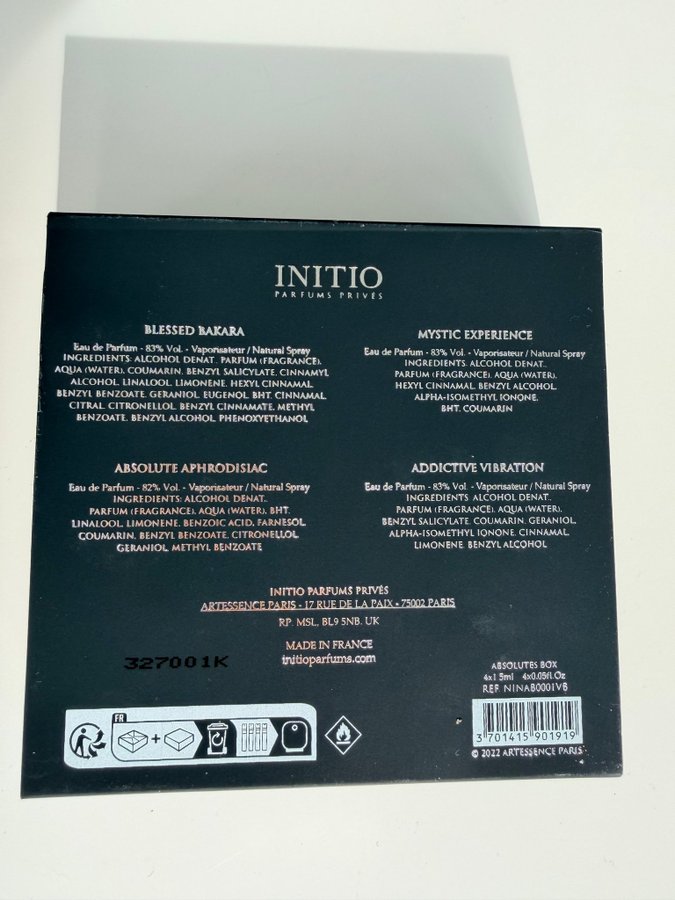 INITIO
PARFUMS PRIVÉS
BLESSED BAKARA
Eau de Parfum - 83% Vol. - Vaporisateur / Natural Spray
INGREDIENTS: ALCOHOL DENAT., PARFUM (FRAGRANCE),
AQUA (WATER), COUMARIN, BENZYL SALICYLATE, CINNAMYL
ALCOHOL, LINALOOL, LIMONENE, HEXYL CINNAMAL,
BENZYL BENZOATE, GERANIOL, EUGENOL, BHT, CINNAMAL,
CITRAL, CITRONELLOL, BENZYL CINNAMATE, METHYL
BENZOATE, BENZYL ALCOHOL, PHENOXYETHANOL
MYSTIC EXPERIENCE
Eau de Parfum - 83% Vol. - Vaporisateur / Natural Spray
INGREDIENTS: ALCOHOL DENAT.,
PARFUM (FRAGRANCE), AQUA (WATER),
HEXYL CINNAMAL, BENZYL ALCOHOL,
ALPHA-ISOMETHYL IONONE,
BHT, COUMARIN
ABSOLUTE APHRODISIAC
Eau de Parfum - 82% Vol. - Vaporisateur / Natural Spray
INGREDIENTS: ALCOHOL DENAT.,
PARFUM (FRAGRANCE), AQUA (WATER), BHT,
LINALOOL, LIMONENE, BENZOIC ACID, FARNESOL,
COUMARIN, BENZYL BENZOATE, CITRONELLOL,
GERANIOL, METHYL BENZOATE
ADDICTIVE VIBRATION
Eau de Parfum - 83% Vol. - Vaporisateur / Natural Spray
INGREDIENTS: ALCOHOL DENAT.,
PARFUM (FRAGRANCE), AQUA (WATER),
BENZYL SALICYLATE, COUMARIN, GERANIOL,
ALPHA-ISOMETHYL IONONE, CINNAMAL,
LIMONENE, BENZYL ALCOHOL
INITIO PARFUMS PRIVÉS
ARTESSENCE PARIS - 17 RUE DE LA PAIX • 75002 PARIS
RP. MSL, BL9 5NB. UK
MADE IN FRANCE
initioparfums.com
327001K
ABSOLUTES BOX
4x1.5ml 4x0.05fl.Oz
REF. NINAB0001VB
3 701415 901919
© 2022 ARTESSENCE PARIS
FR